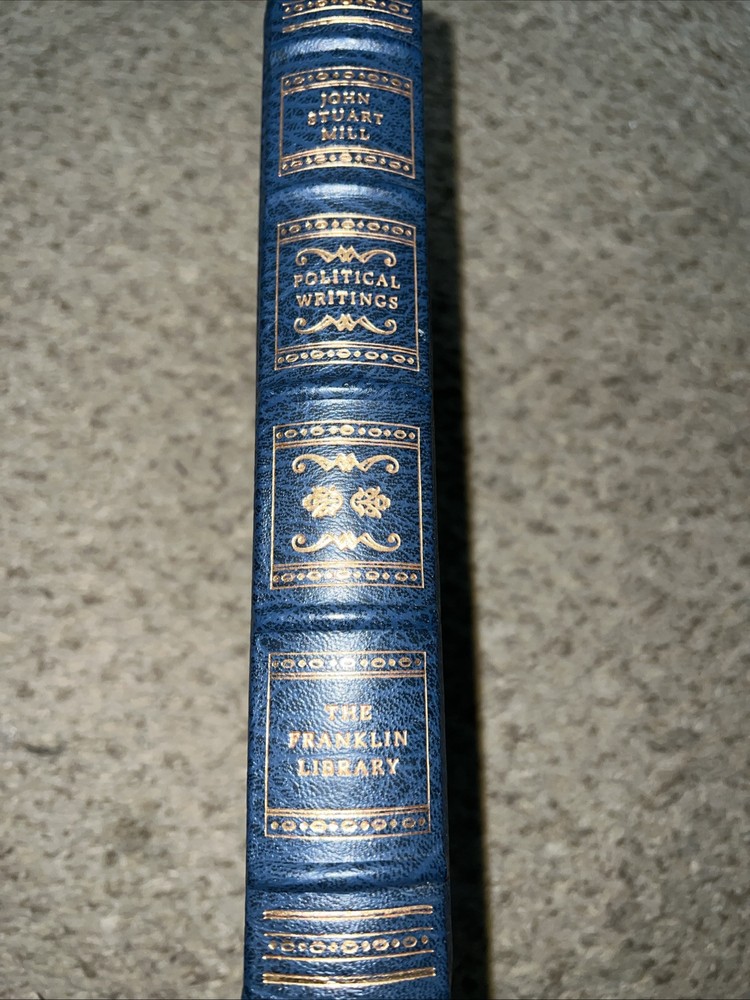 JOHN
STUART
MILL
POLITICAL
WRITINGS
THE
FRANKLIN
LIBRARY